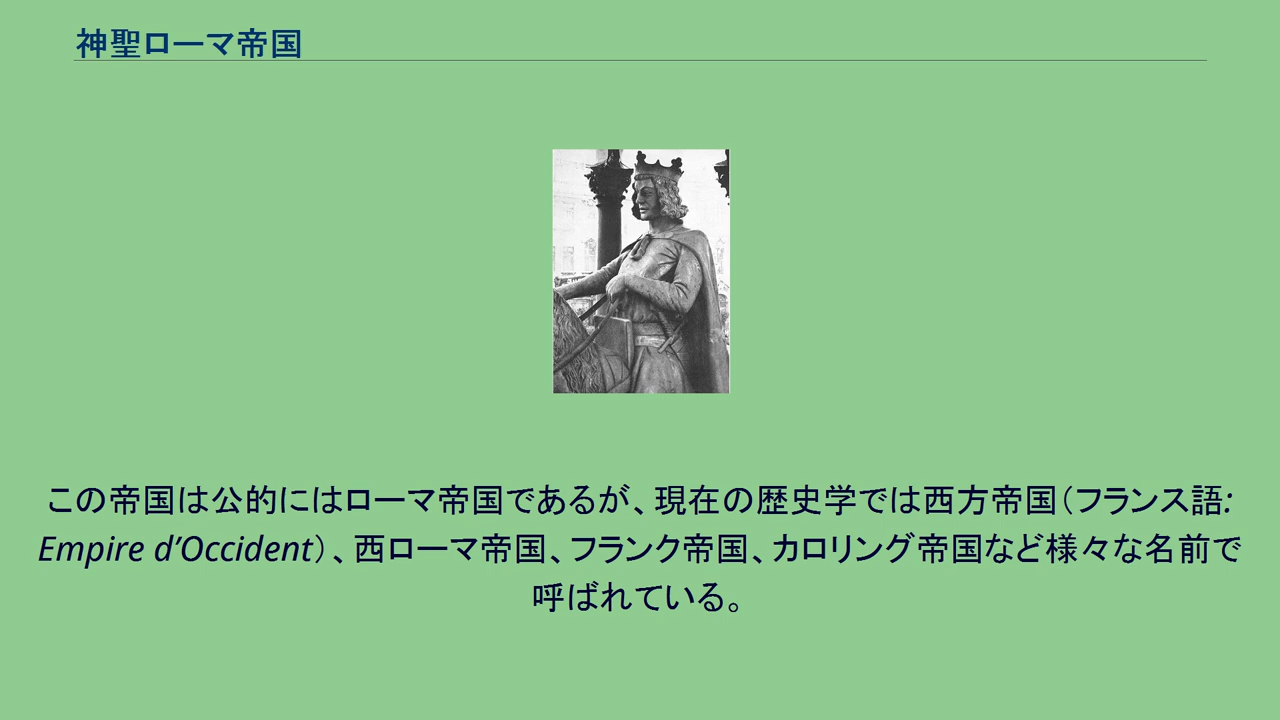 神聖ローマ帝国
この帝国は公的にはローマ帝国であるが、現在の歴史学では西方帝国（フランス語:
Empire d’Occident）、西ローマ帝国、フランク帝国、カロリング帝国など様々な名前で
呼ばれている。